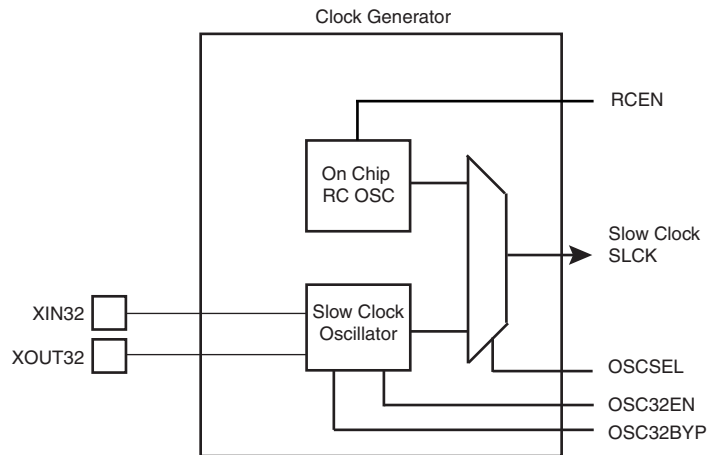 Clock Generator
RCEN
On Chip
RC OSC
Slow Clock
SLCK
XIN32
Slow Clock
Oscillator
XOUT32
OSCSEL
OSC32EN
OSC32BYP